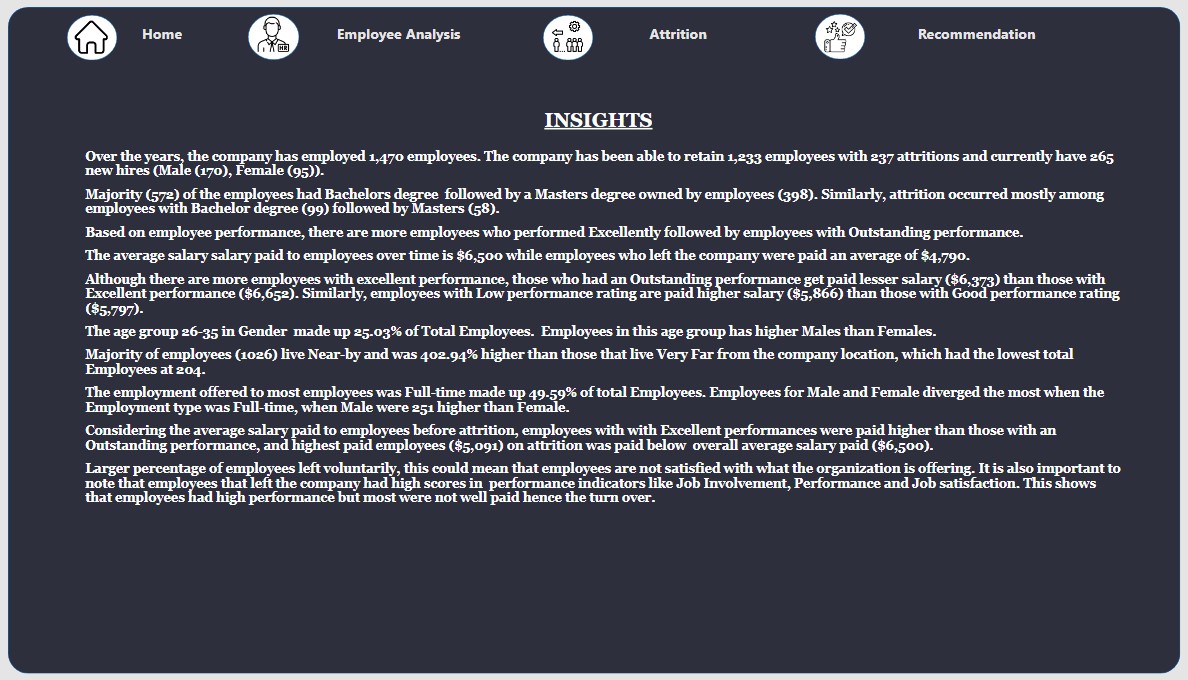 Home
HR
Employee Analysis
Attrition
Recommendation
INSIGHTS
Over the years, the company has employed 1,470 employees. The company has been able to retain 1,233 employees with 237 attritions and currently have 265
new hires (Male (170), Female (95)).
Majority (572) of the employees had Bachelors degree  followed by a Masters degree owned by employees (398). Similarly, attrition occurred mostly among
employees with Bachelor degree (99) followed by Masters (58).
Based on employee performance, there are more employees who performed Excellently followed by employees with Outstanding performance.
The average salary salary paid to employees over time is $6,500 while employees who left the company were paid an average of $4,790.
Although there are more employees with excellent performance, those who had an Outstanding performance get paid lesser salary ($6,373) than those with
Excellent performance ($6,652). Similarly, employees with Low performance rating are paid higher salary ($5,866) than those with Good performance rating
($5,797).
The age group 26-35 in Gender  made up 25.03% of Total Employees.  Employees in this age group has higher Males than Females.
Majority of employees (1026) live Near-by and was 402.94% higher than those that live Very Far from the company location, which had the lowest total
Employees at 204.
The employment offered to most employees was Full-time made up 49.59% of total Employees. Employees for Male and Female diverged the most when the
Employment type was Full-time, when Male were 251 higher than Female.
Considering the average salary paid to employees before attrition, employees with with Excellent performances were paid higher than those with an
Outstanding performance, and highest paid employees ($5,091) on attrition was paid below  overall average salary paid ($6,500).
Larger percentage of employees left voluntarily, this could mean that employees are not satisfied with what the organization is offering. It is also important to
note that employees that left the company had high scores in  performance indicators like Job Involvement, Performance and Job satisfaction. This shows
that employees had high performance but most were not well paid hence the turn over.